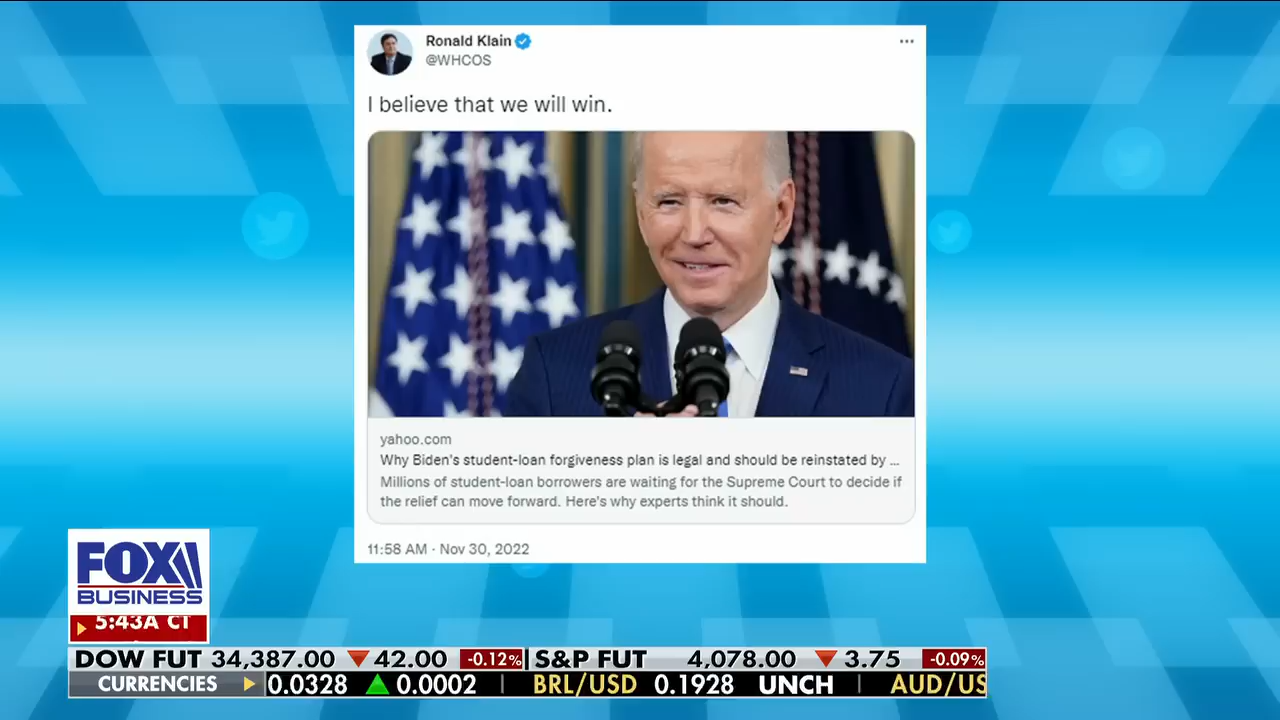 Ronald Klain
@WHCOS
I believe that we will win.
yahoo.com
Why Biden's student-loan forgiveness plan is legal and should be reinstated by ...
Millions of student-loan borrowers are waiting for the Supreme Court to decide if
the relief can move forward. Here's why experts think it should.
11:58 AM · Nov 30, 2022
FOX
BUSINESS
5:43A CT
DOW FUT 34,387.00 ▼ 42.00 -0.12% S&P FUT 4,078.00 ▼ 3.75 -0.09%
CURRENCIES 0.0328 ▲ 0.0002 | BRL/USD 0.1928 UNCH | AUD/US